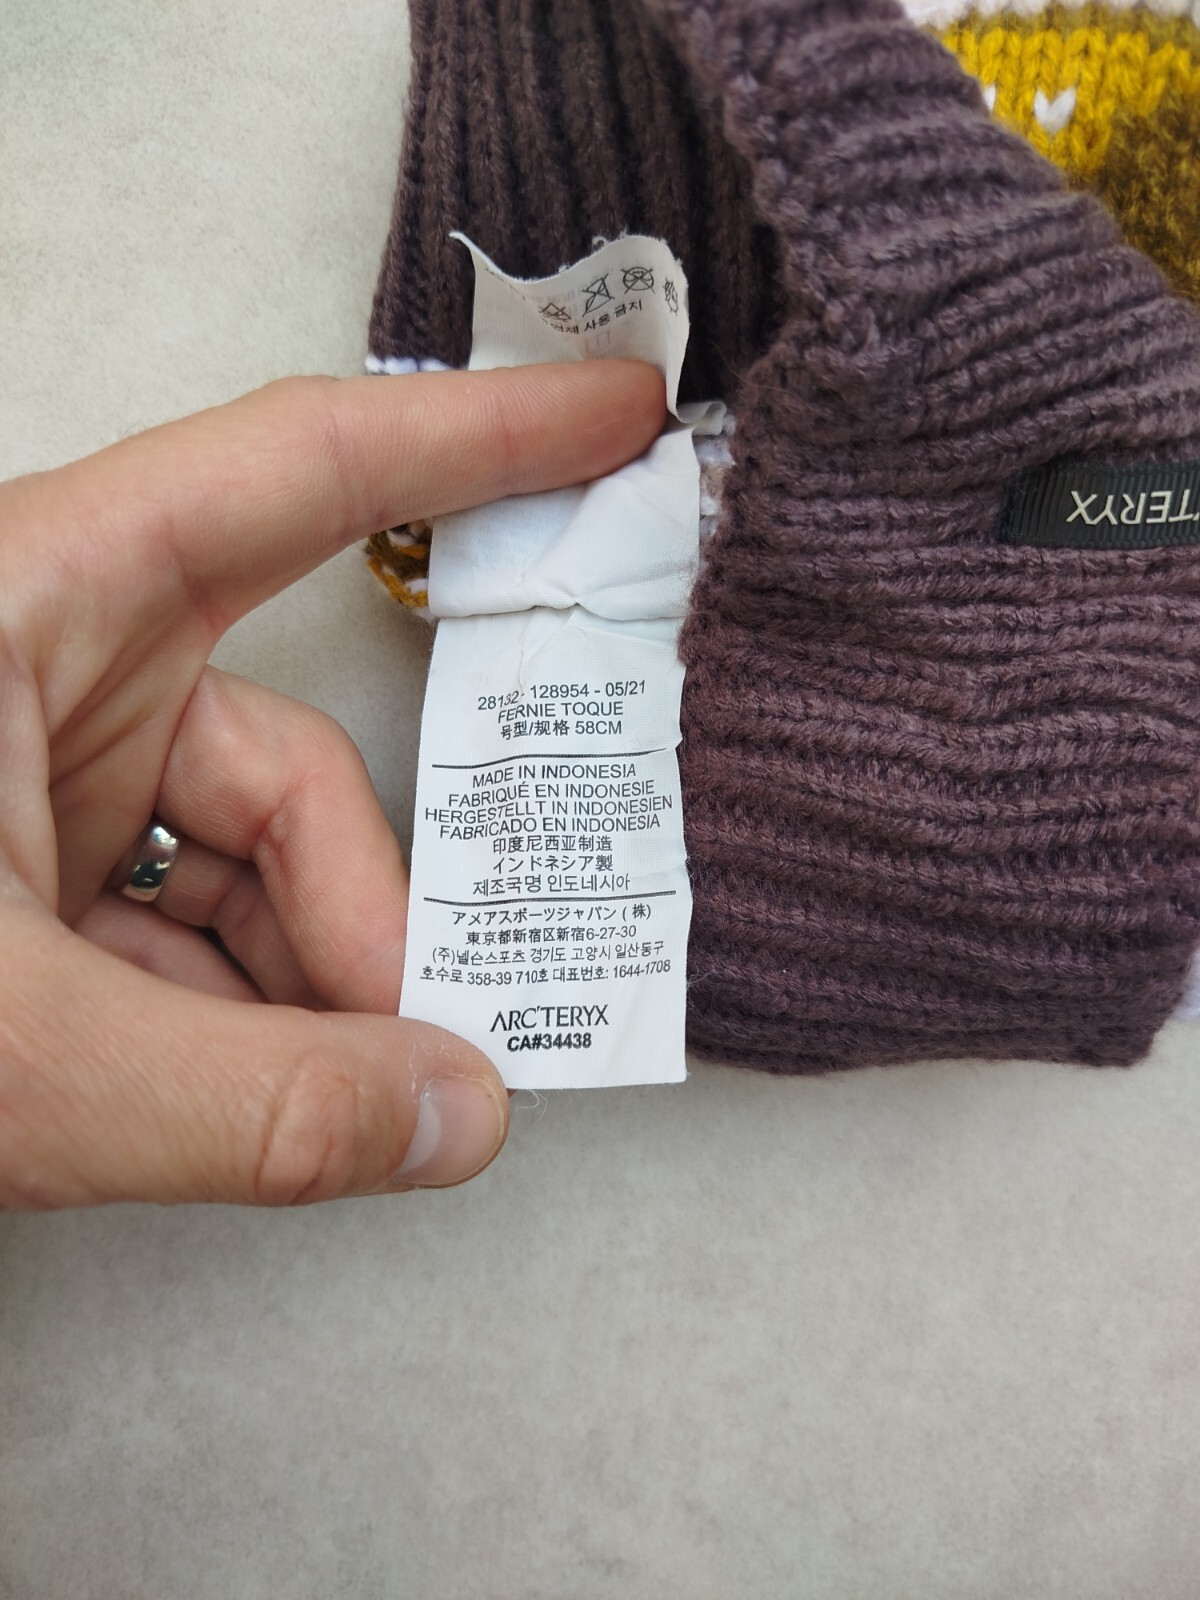 사용 금지
TERYX
28132 - 128954 - 05/21
FERNIE TOQUE
号型/规格 58CM
MADE IN INDONESIA
FABRIQUÉ EN INDONESIE
HERGESTELLT IN INDONESIEN
FABRICADO EN INDONESIA
印度尼西亚制造
インドネシア製
제조국명 인도네시아
アメアスポーツジャパン (株)
東京都新宿区新宿6-27-30
(주)넬슨스포츠 경기도 고양시 일산동구
호수로 358-39 710호 대표번호: 1644-1708
ARC'TERYX
CA#34438